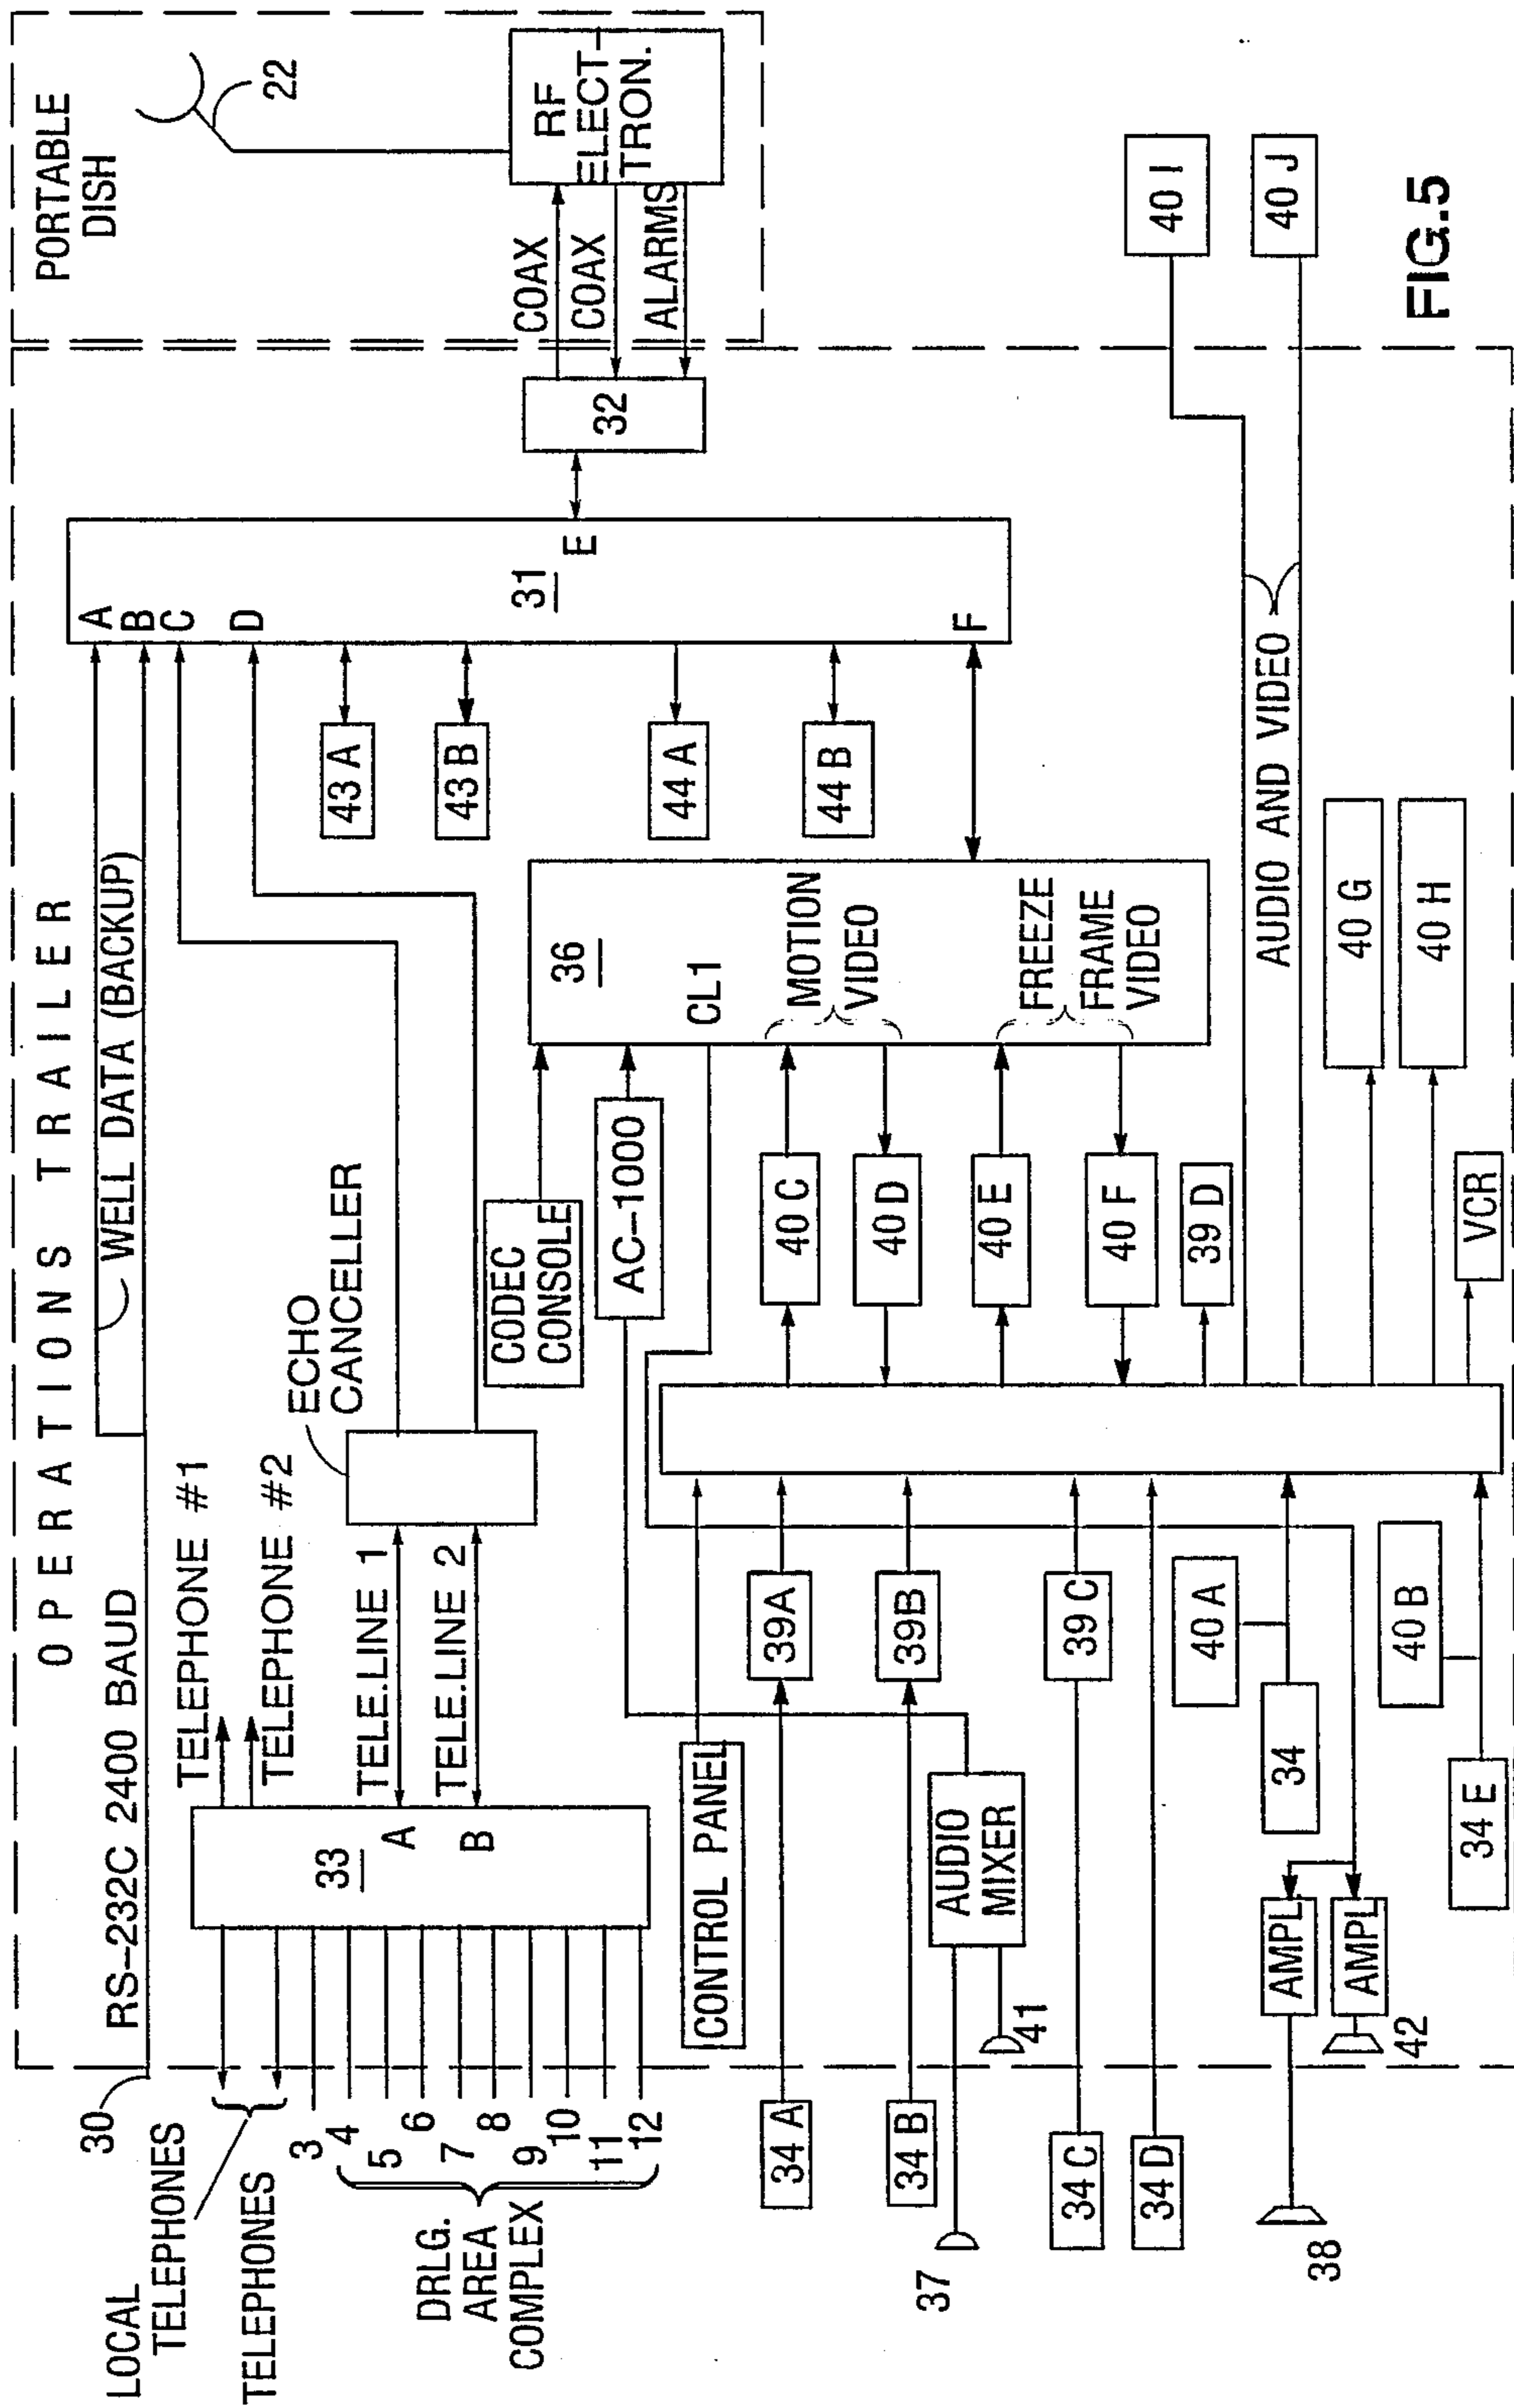 PORTABLE
DISH
22
RF
ELECT-
TRON.
COAX
COAX
ALARMS
OPERATIONS TRAILER
32
A
B
C
D
31
E
F
WELL DATA (BACKUP)
RS-232C 2400 BAUD
30
43 A
43 B
44 A
44 B
36
CL1
MOTION
VIDEO
FREEZE
FRAME
VIDEO
ECHO
CANCELLER
CODEC
CONSOLE
AC-1000
40 C
40 D
40 E
40 F
39 D
AUDIO AND VIDEO
40 I
40 J
40 G
40 H
VCR
TELEPHONE #1
TELEPHONE #2
TELE.LINE 1
TELE.LINE 2
33
A
B
LOCAL
TELEPHONES
TELEPHONES
3
4
5
6
7
8
9
10
11
12
DRLG.
AREA
COMPLEX
CONTROL PANEL
39A
39B
39 C
40 A
34
40 B
34 E
AUDIO
MIXER
AMPL
AMPL
41
42
34 A
34 B
34 C
34 D
37
38
FIG.5